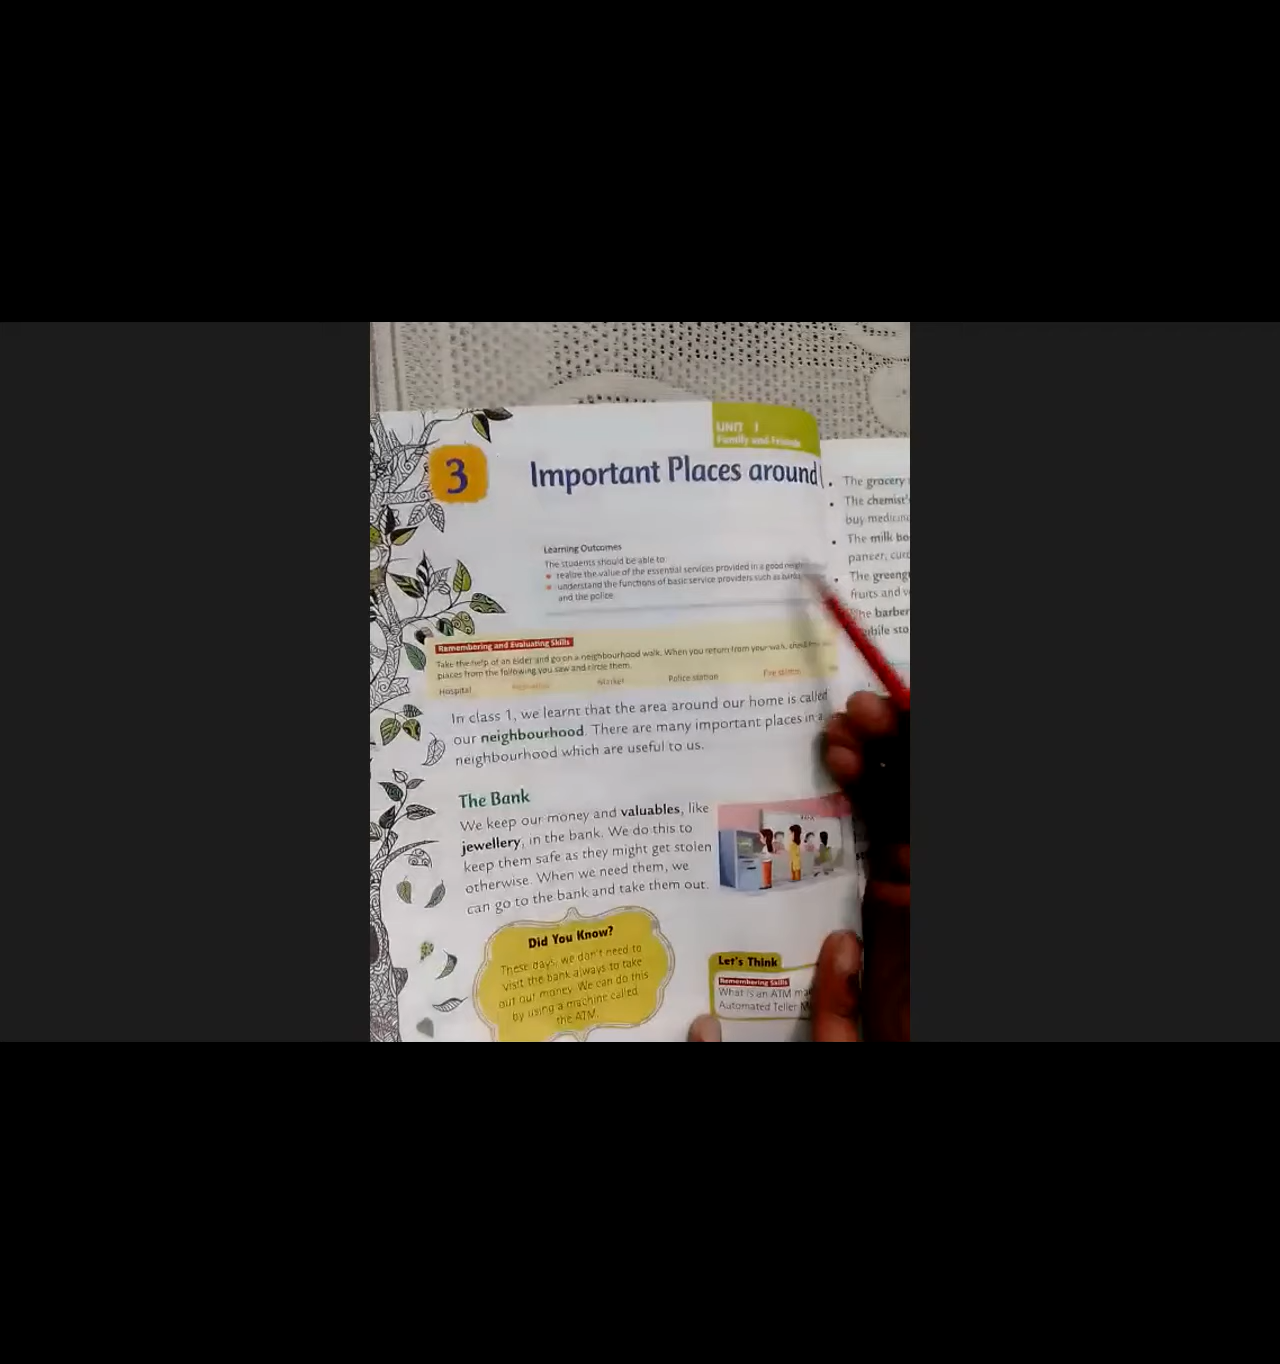 UNIT 1
Family and Friends
3
Important Places around
Learning Outcomes
The students should be able to
realize the value of the essential services provided in a good
understand the functions of basic service providers such as
and the police
Remembering and Evaluating Skills
Take the help of an elder and go on a neighbourhood walk. When you return from your walk,
places from the following you saw and circle them.
Hospital Market Police station Fire station
In class 1, we learnt that the area around our home is called
our neighbourhood. There are many important places in a
neighbourhood which are useful to us.
The Bank
We keep our money and valuables, like
jewellery, in the bank. We do this to
keep them safe as they might get stolen
otherwise. When we need them, we
can go to the bank and take them out.
Did You Know?
These days, we don't need to
visit the bank always to take
out our money. We can do this
by using a machine called
the ATM.
Let's Think
Remembering Skills
What is an ATM
Automated Teller
The grocery
The chemist's
buy
The milk
paneer,
The
fruits and
The barber